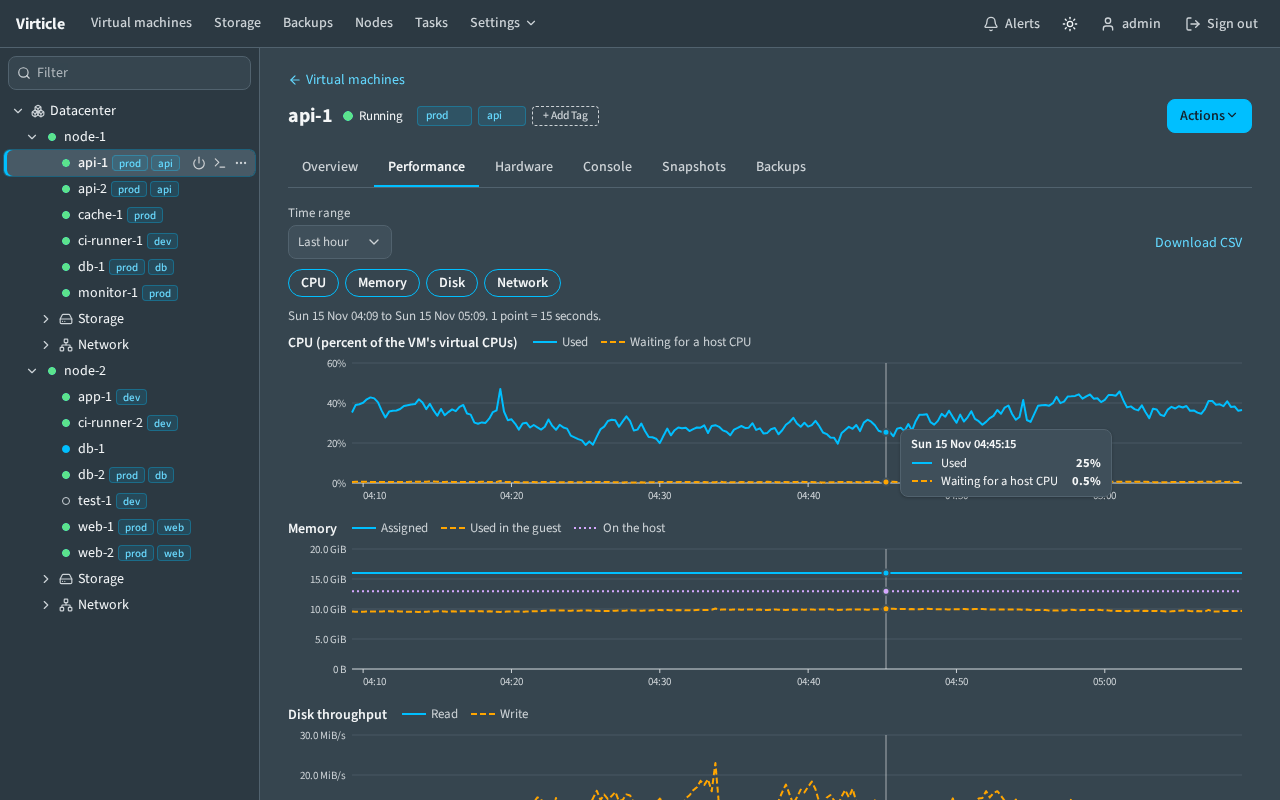 Virticle
Virtual machines
Storage
Backups
Nodes
Tasks
Settings
Alerts
admin
Sign out
Filter
Datacenter
node-1
api-1 prod api
api-2 prod api
cache-1 prod
ci-runner-1 dev
db-1 prod db
monitor-1 prod
Storage
Network
node-2
app-1 dev
ci-runner-2 dev
db-1
db-2 prod db
test-1 dev
web-1 prod web
web-2 prod web
Storage
Network
Virtual machines
api-1 Running prod api + Add Tag
Actions
Overview
Performance
Hardware
Console
Snapshots
Backups
Time range
Last hour
Download CSV
CPU
Memory
Disk
Network
Sun 15 Nov 04:09 to Sun 15 Nov 05:09. 1 point = 15 seconds.
CPU (percent of the VM's virtual CPUs) Used Waiting for a host CPU
60%
40%
20%
0%
04:10 04:20 04:30 04:40 04:50 05:00
Sun 15 Nov 04:45:15
Used 25%
Waiting for a host CPU 0.5%
Memory Assigned Used in the guest On the host
20.0 GiB
15.0 GiB
10.0 GiB
5.0 GiB
0 B
04:10 04:20 04:30 04:40 04:50 05:00
Disk throughput Read Write
30.0 MiB/s
20.0 MiB/s